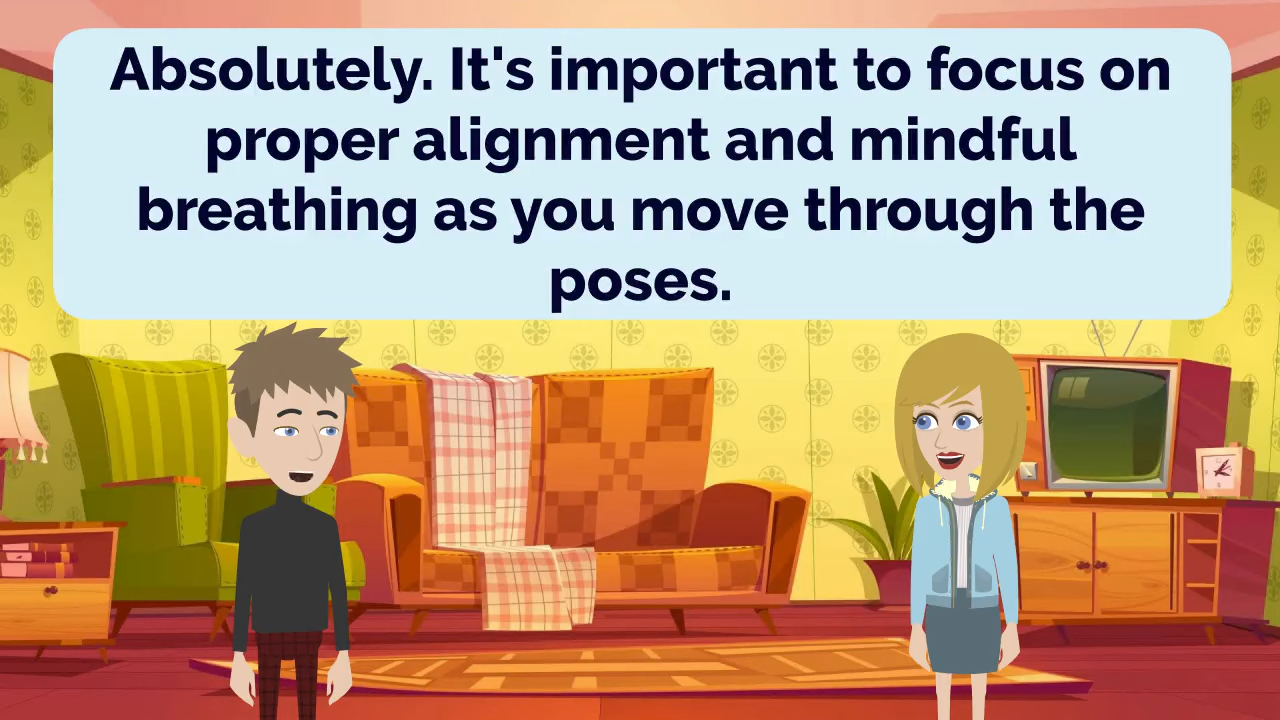 Absolutely. It's important to focus on
proper alignment and mindful
breathing as you move through the
poses.